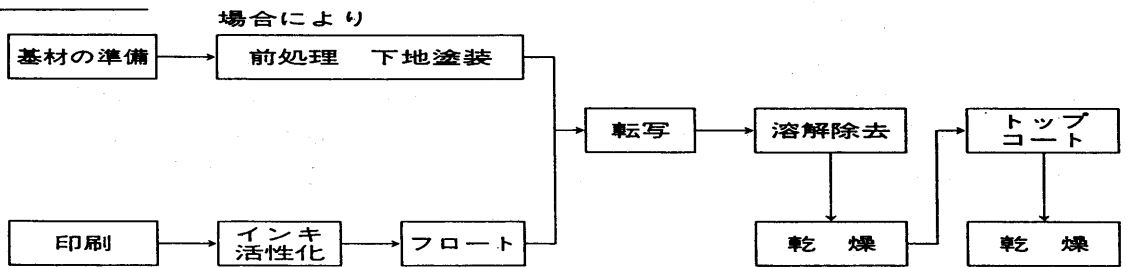 場合により
基材の準備
前処理 下地塗装
転写
溶解除去
トップ
コート
印刷
インキ
活性化
フロート
乾 燥
乾 燥